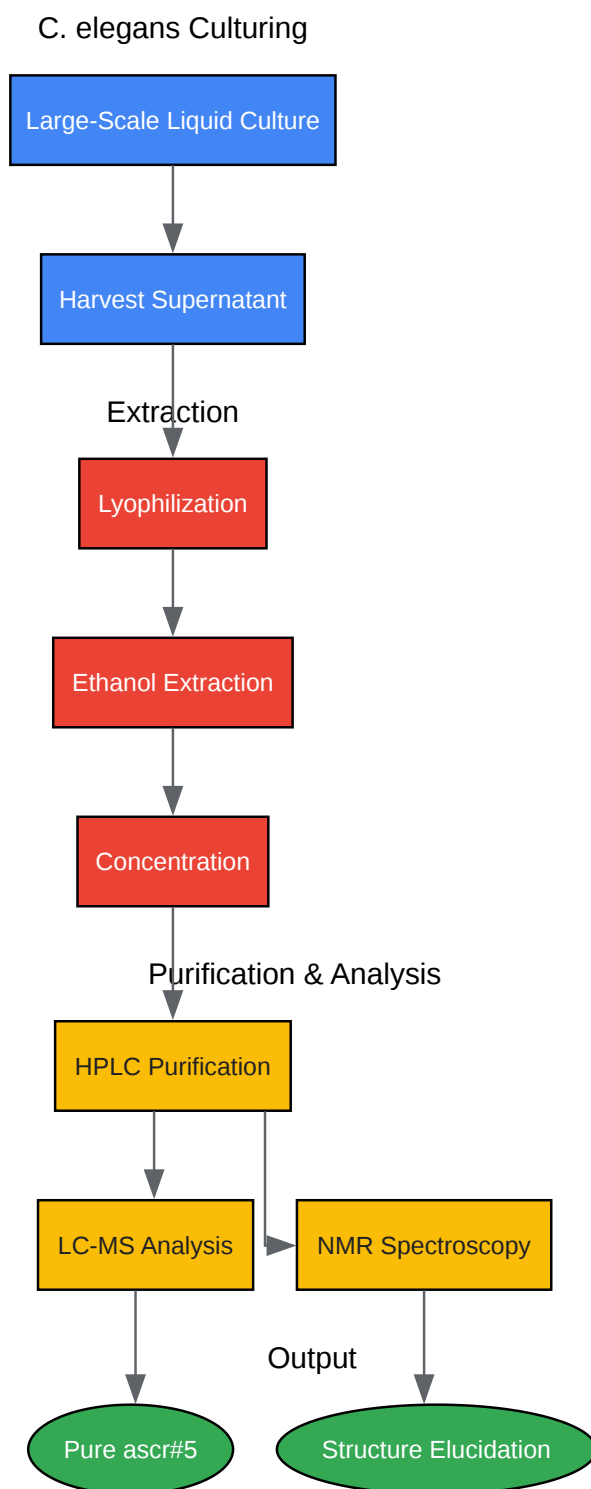 C. elegans Culturing
Large-Scale Liquid Culture
Harvest Supernatant
Extraction
Lyophilization
Ethanol Extraction
Concentration
Purification & Analysis
HPLC Purification
LC-MS Analysis
NMR Spectroscopy
Output
Pure ascr#5
Structure Elucidation